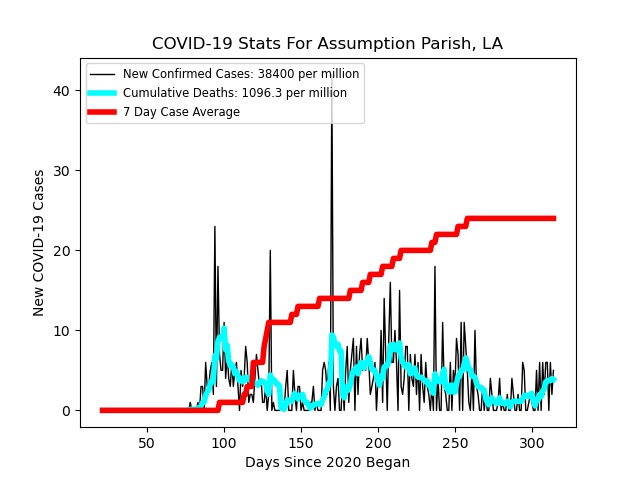 COVID-19 Stats For Assumption Parish, LA
New Confirmed Cases: 38400 per million
Cumulative Deaths: 1096.3 per million
7 Day Case Average
40
30
20
10
0
New COVID-19 Cases
50 100 150 200 250 300
Days Since 2020 Began